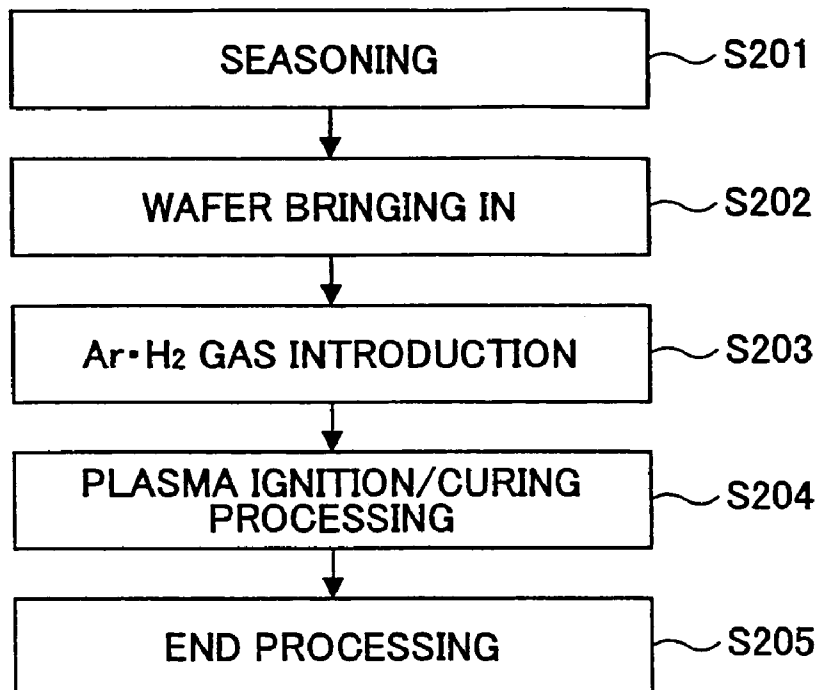 SEASONING S201
WAFER BRINGING IN S202
Ar・H₂ GAS INTRODUCTION S203
PLASMA IGNITION/CURING
PROCESSING S204
END PROCESSING S205